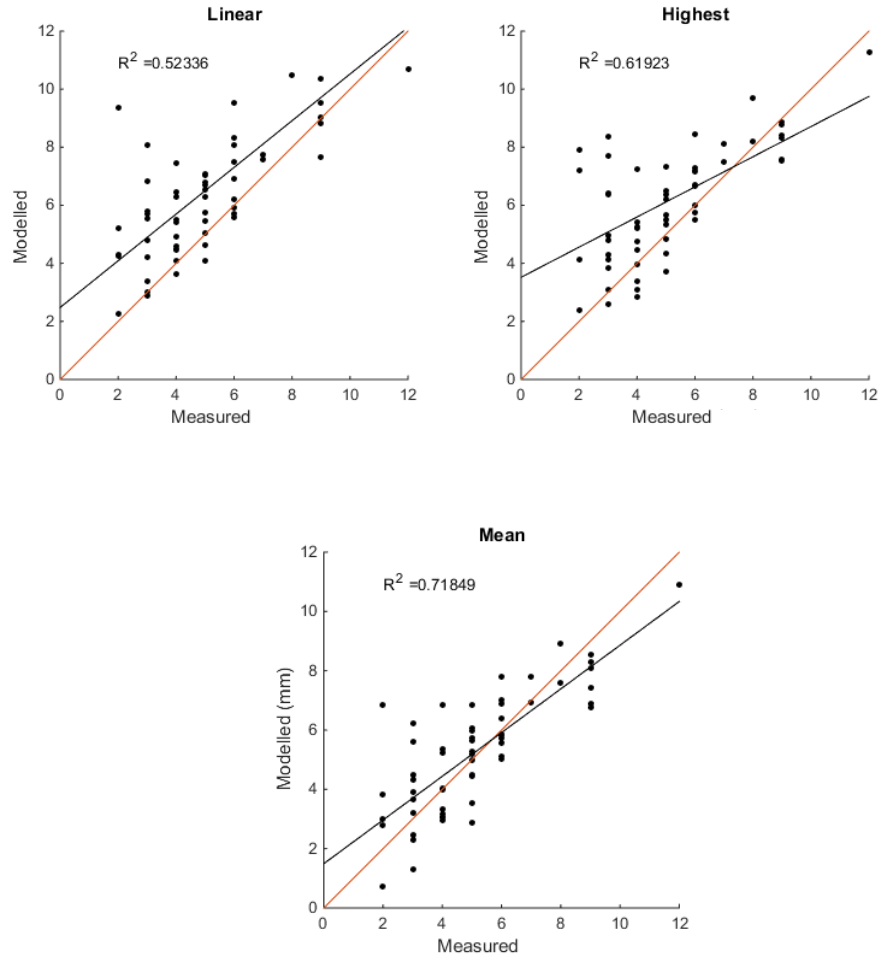 Linear
R² =0.52336
12
10
8
6
4
2
0
Modelled
0 2 4 6 8 10 12
Measured
Highest
R² =0.61923
12
10
8
6
4
2
0
Modelled
0 2 4 6 8 10 12
Measured
Mean
R² =0.71849
12
10
8
6
4
2
0
Modelled (mm)
0 2 4 6 8 10 12
Measured